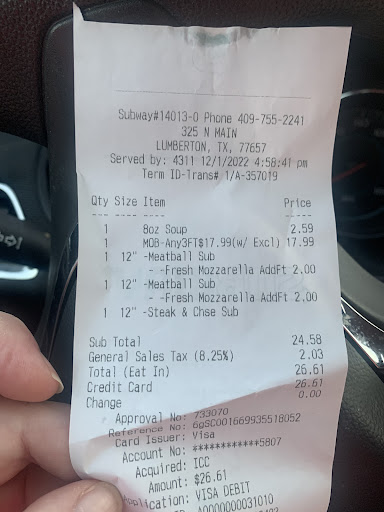 Subway#14013-0 Phone 409-755-2241
325 N MAIN
LUMBERTON, TX, 77657
Served by: 4311 12/1/2022 4:58:41 pm
Term ID-Trans# 1/A-357019
Qty Size Item Price
---- ---- ---- -----
1 8oz Soup 2.59
1 MOB-Any3FT$17.99(w/ Excl) 17.99
1 12" -Meatball Sub
- -Fresh Mozzarella AddFt 2.00
1 12" -Meatball Sub
- -Fresh Mozzarella AddFt 2.00
1 12" -Steak & Chse Sub
Sub Total 24.58
General Sales Tax (8.25%) 2.03
Total (Eat In) 26.61
Credit Card 26.61
Change 0.00
Approval No: 733070
Reference No: 6gSC001669935518052
Card Issuer: Visa
Account No: ************5807
Acquired: ICC
Amount: $26.61
Application: VISA DEBIT
A0000000031010